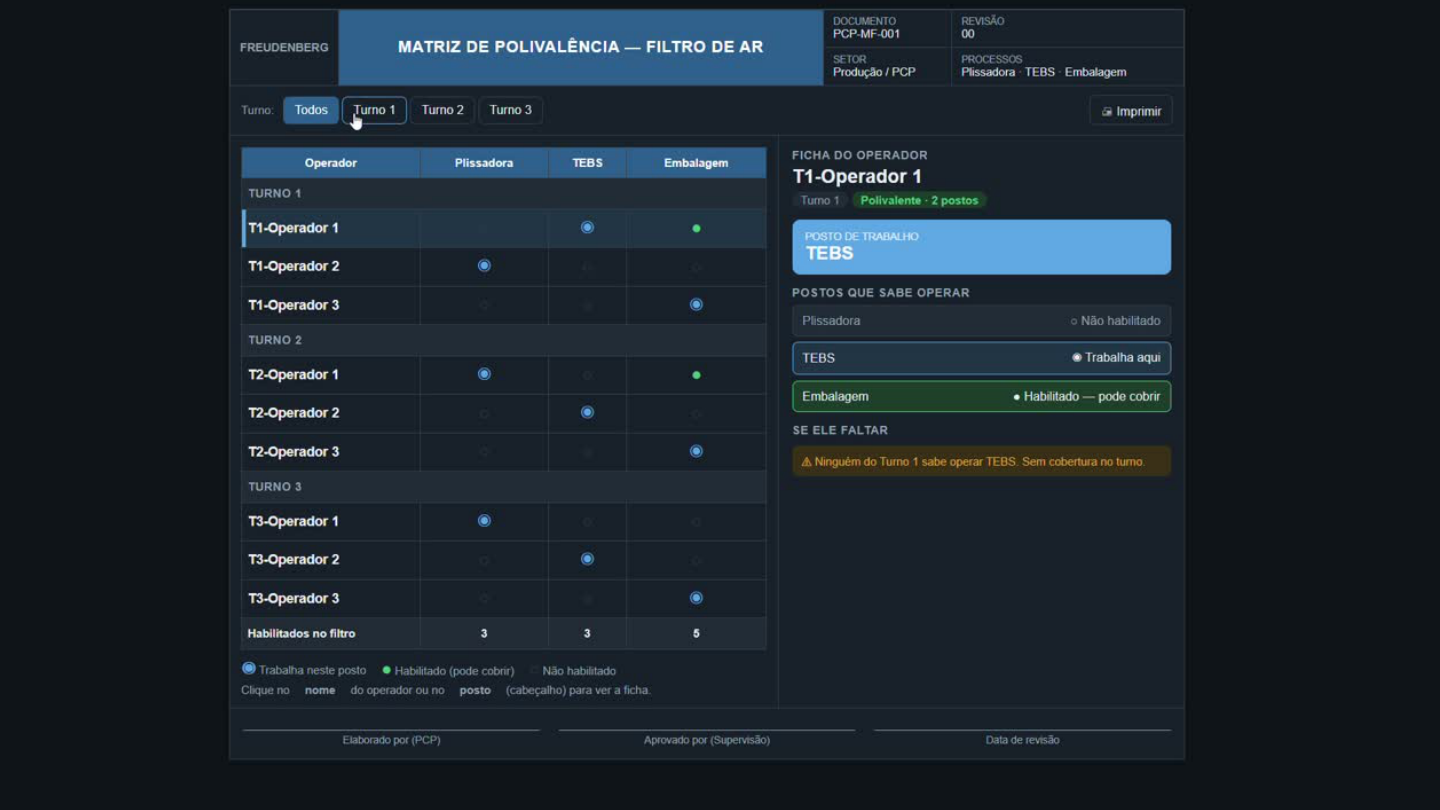 FREUDENBERG
MATRIZ DE POLIVALÊNCIA — FILTRO DE AR
DOCUMENTO
PCP-MF-001
REVISÃO
00
SETOR
Produção / PCP
PROCESSOS
Plissadora · TEBS · Embalagem
Turno: Todos Turno 1 Turno 2 Turno 3
Imprimir
Operador Plissadora TEBS Embalagem
TURNO 1
T1-Operador 1
T1-Operador 2
T1-Operador 3
TURNO 2
T2-Operador 1
T2-Operador 2
T2-Operador 3
TURNO 3
T3-Operador 1
T3-Operador 2
T3-Operador 3
Habilitados no filtro 3 3 5
Trabalha neste posto Habilitado (pode cobrir) Não habilitado
Clique no nome do operador ou no posto (cabeçalho) para ver a ficha.
FICHA DO OPERADOR
T1-Operador 1
Turno 1 Polivalente · 2 postos
POSTO DE TRABALHO
TEBS
POSTOS QUE SABE OPERAR
Plissadora ○ Não habilitado
TEBS ◉ Trabalha aqui
Embalagem ● Habilitado — pode cobrir
SE ELE FALTAR
⚠ Ninguém do Turno 1 sabe operar TEBS. Sem cobertura no turno.
Elaborado por (PCP)
Aprovado por (Supervisão)
Data de revisão